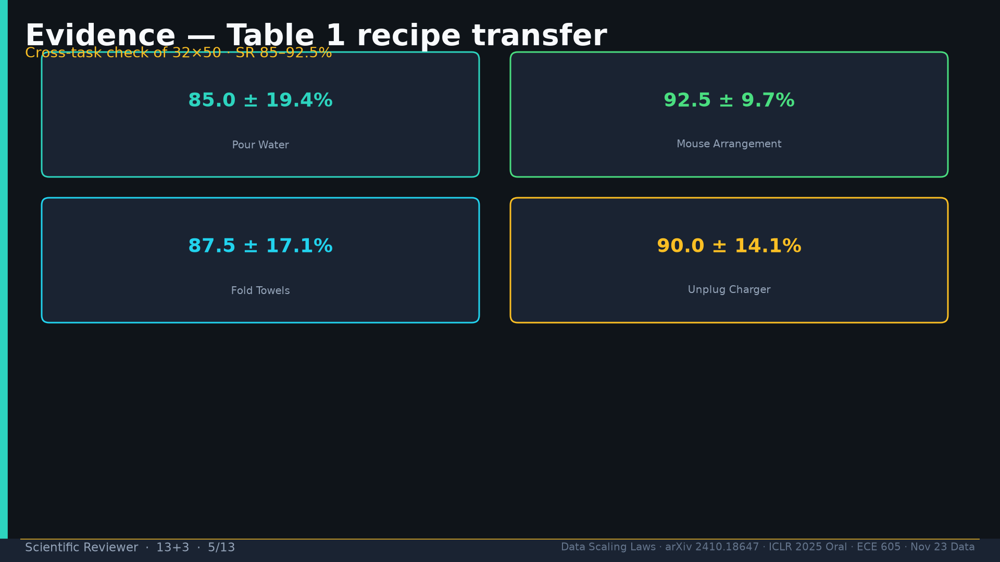 Evidence — Table 1 recipe transfer
Cross-task check of 32×50 · SR 85–92.5%
85.0 ± 19.4%
Pour Water
92.5 ± 9.7%
Mouse Arrangement
87.5 ± 17.1%
Fold Towels
90.0 ± 14.1%
Unplug Charger
Scientific Reviewer · 13+3 · 5/13
Data Scaling Laws · arXiv 2410.18647 · ICLR 2025 Oral · ECE 605 · Nov 23 Data